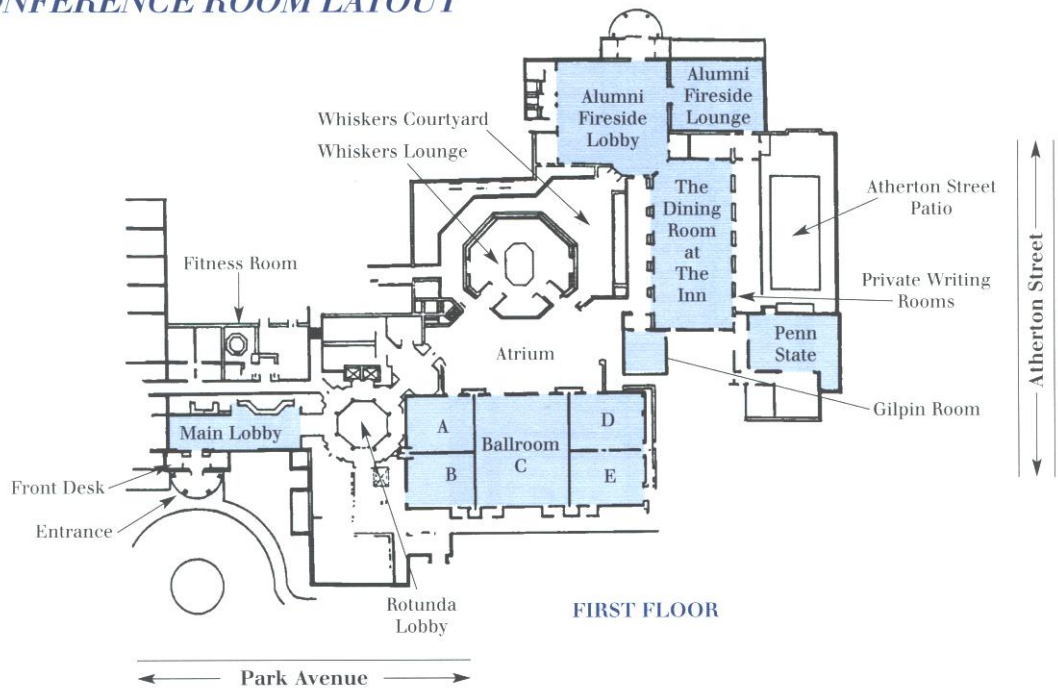 ONFERENCE ROOM LAYOUT
Alumni
Fireside
Lobby
Alumni
Fireside
Lounge
Whiskers Courtyard
Whiskers Lounge
The
Dining
Room
at
The
Inn
Atherton Street
Patio
Atherton Street
Fitness Room
Private Writing
Rooms
Atrium
Penn
State
Gilpin Room
Main Lobby
A
B
Ballroom
C
D
E
Front Desk
Entrance
Rotunda
Lobby
FIRST FLOOR
Park Avenue